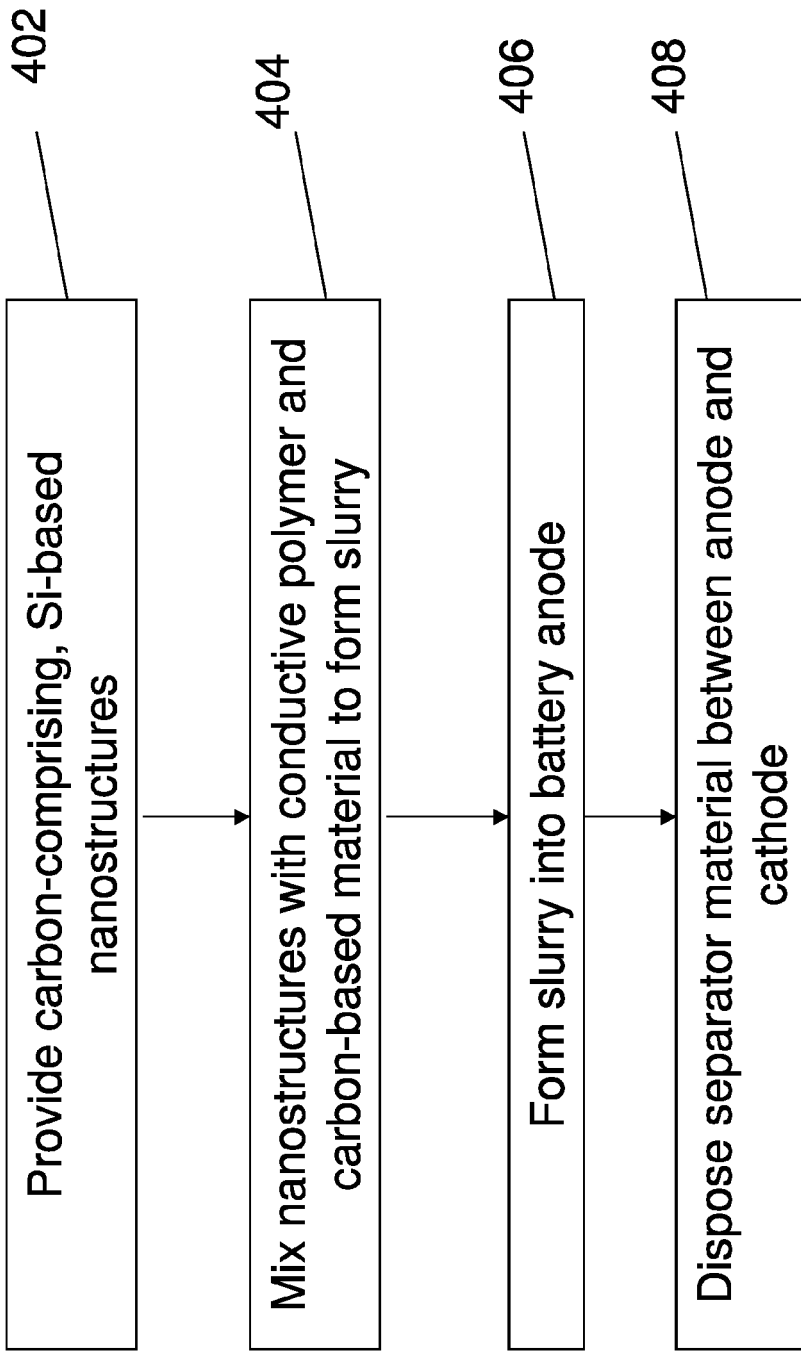 402
Provide carbon-comprising, Si-based
nanostructures
404
Mix nanostructures with conductive polymer and
carbon-based material to form slurry
406
Form slurry into battery anode
408
Dispose separator material between anode and
cathode